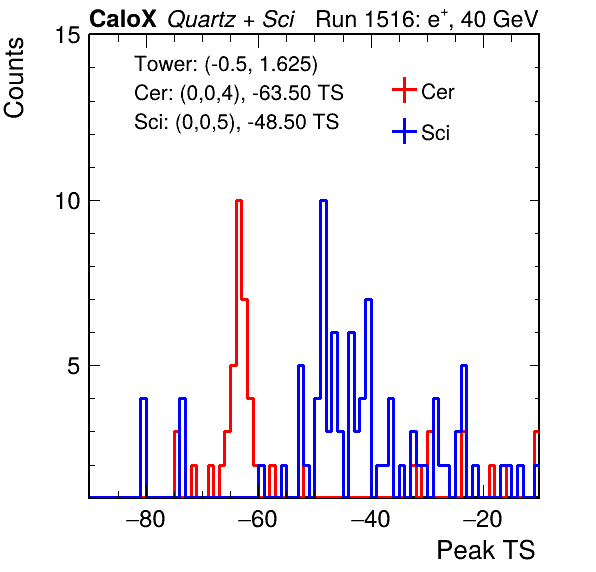 CaloX Quartz + Sci Run 1516: e⁺, 40 GeV
Counts
15
10
5
Tower: (-0.5, 1.625)
Cer: (0,0,4), -63.50 TS
Sci: (0,0,5), -48.50 TS
Cer
Sci
−80 −60 −40 −20
Peak TS